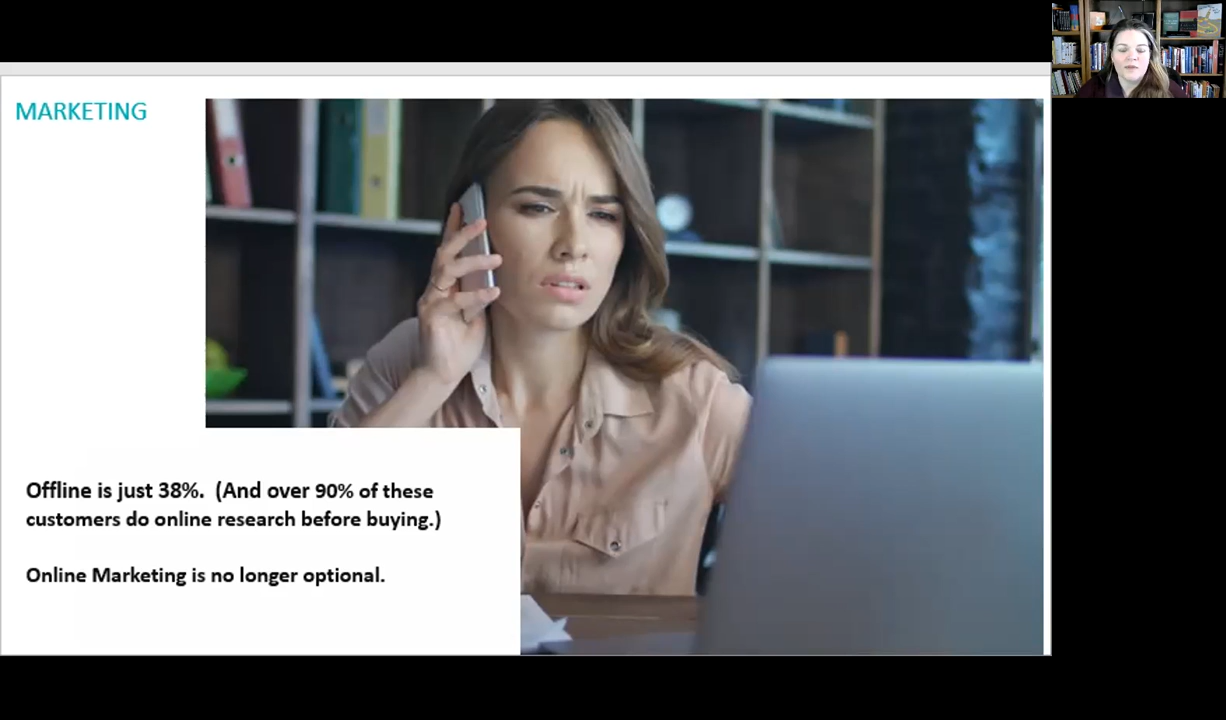 MARKETING
Offline is just 38%.  (And over 90% of these
customers do online research before buying.)
Online Marketing is no longer optional.